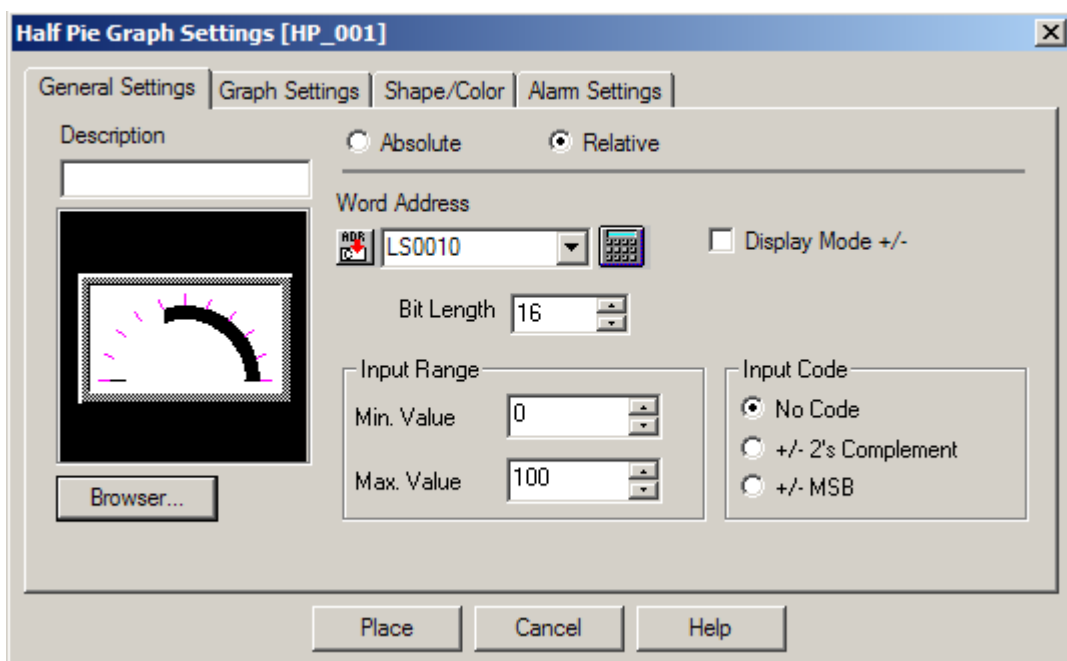 Half Pie Graph Settings [HP_001]
General Settings
Graph Settings
Shape/Color
Alarm Settings
Description
Absolute
Relative
Word Address
ADR
LS0010
Display Mode +/-
Bit Length
16
Input Range
Min. Value
0
Max. Value
100
Input Code
No Code
+/- 2's Complement
+/- MSB
Browser...
Place
Cancel
Help